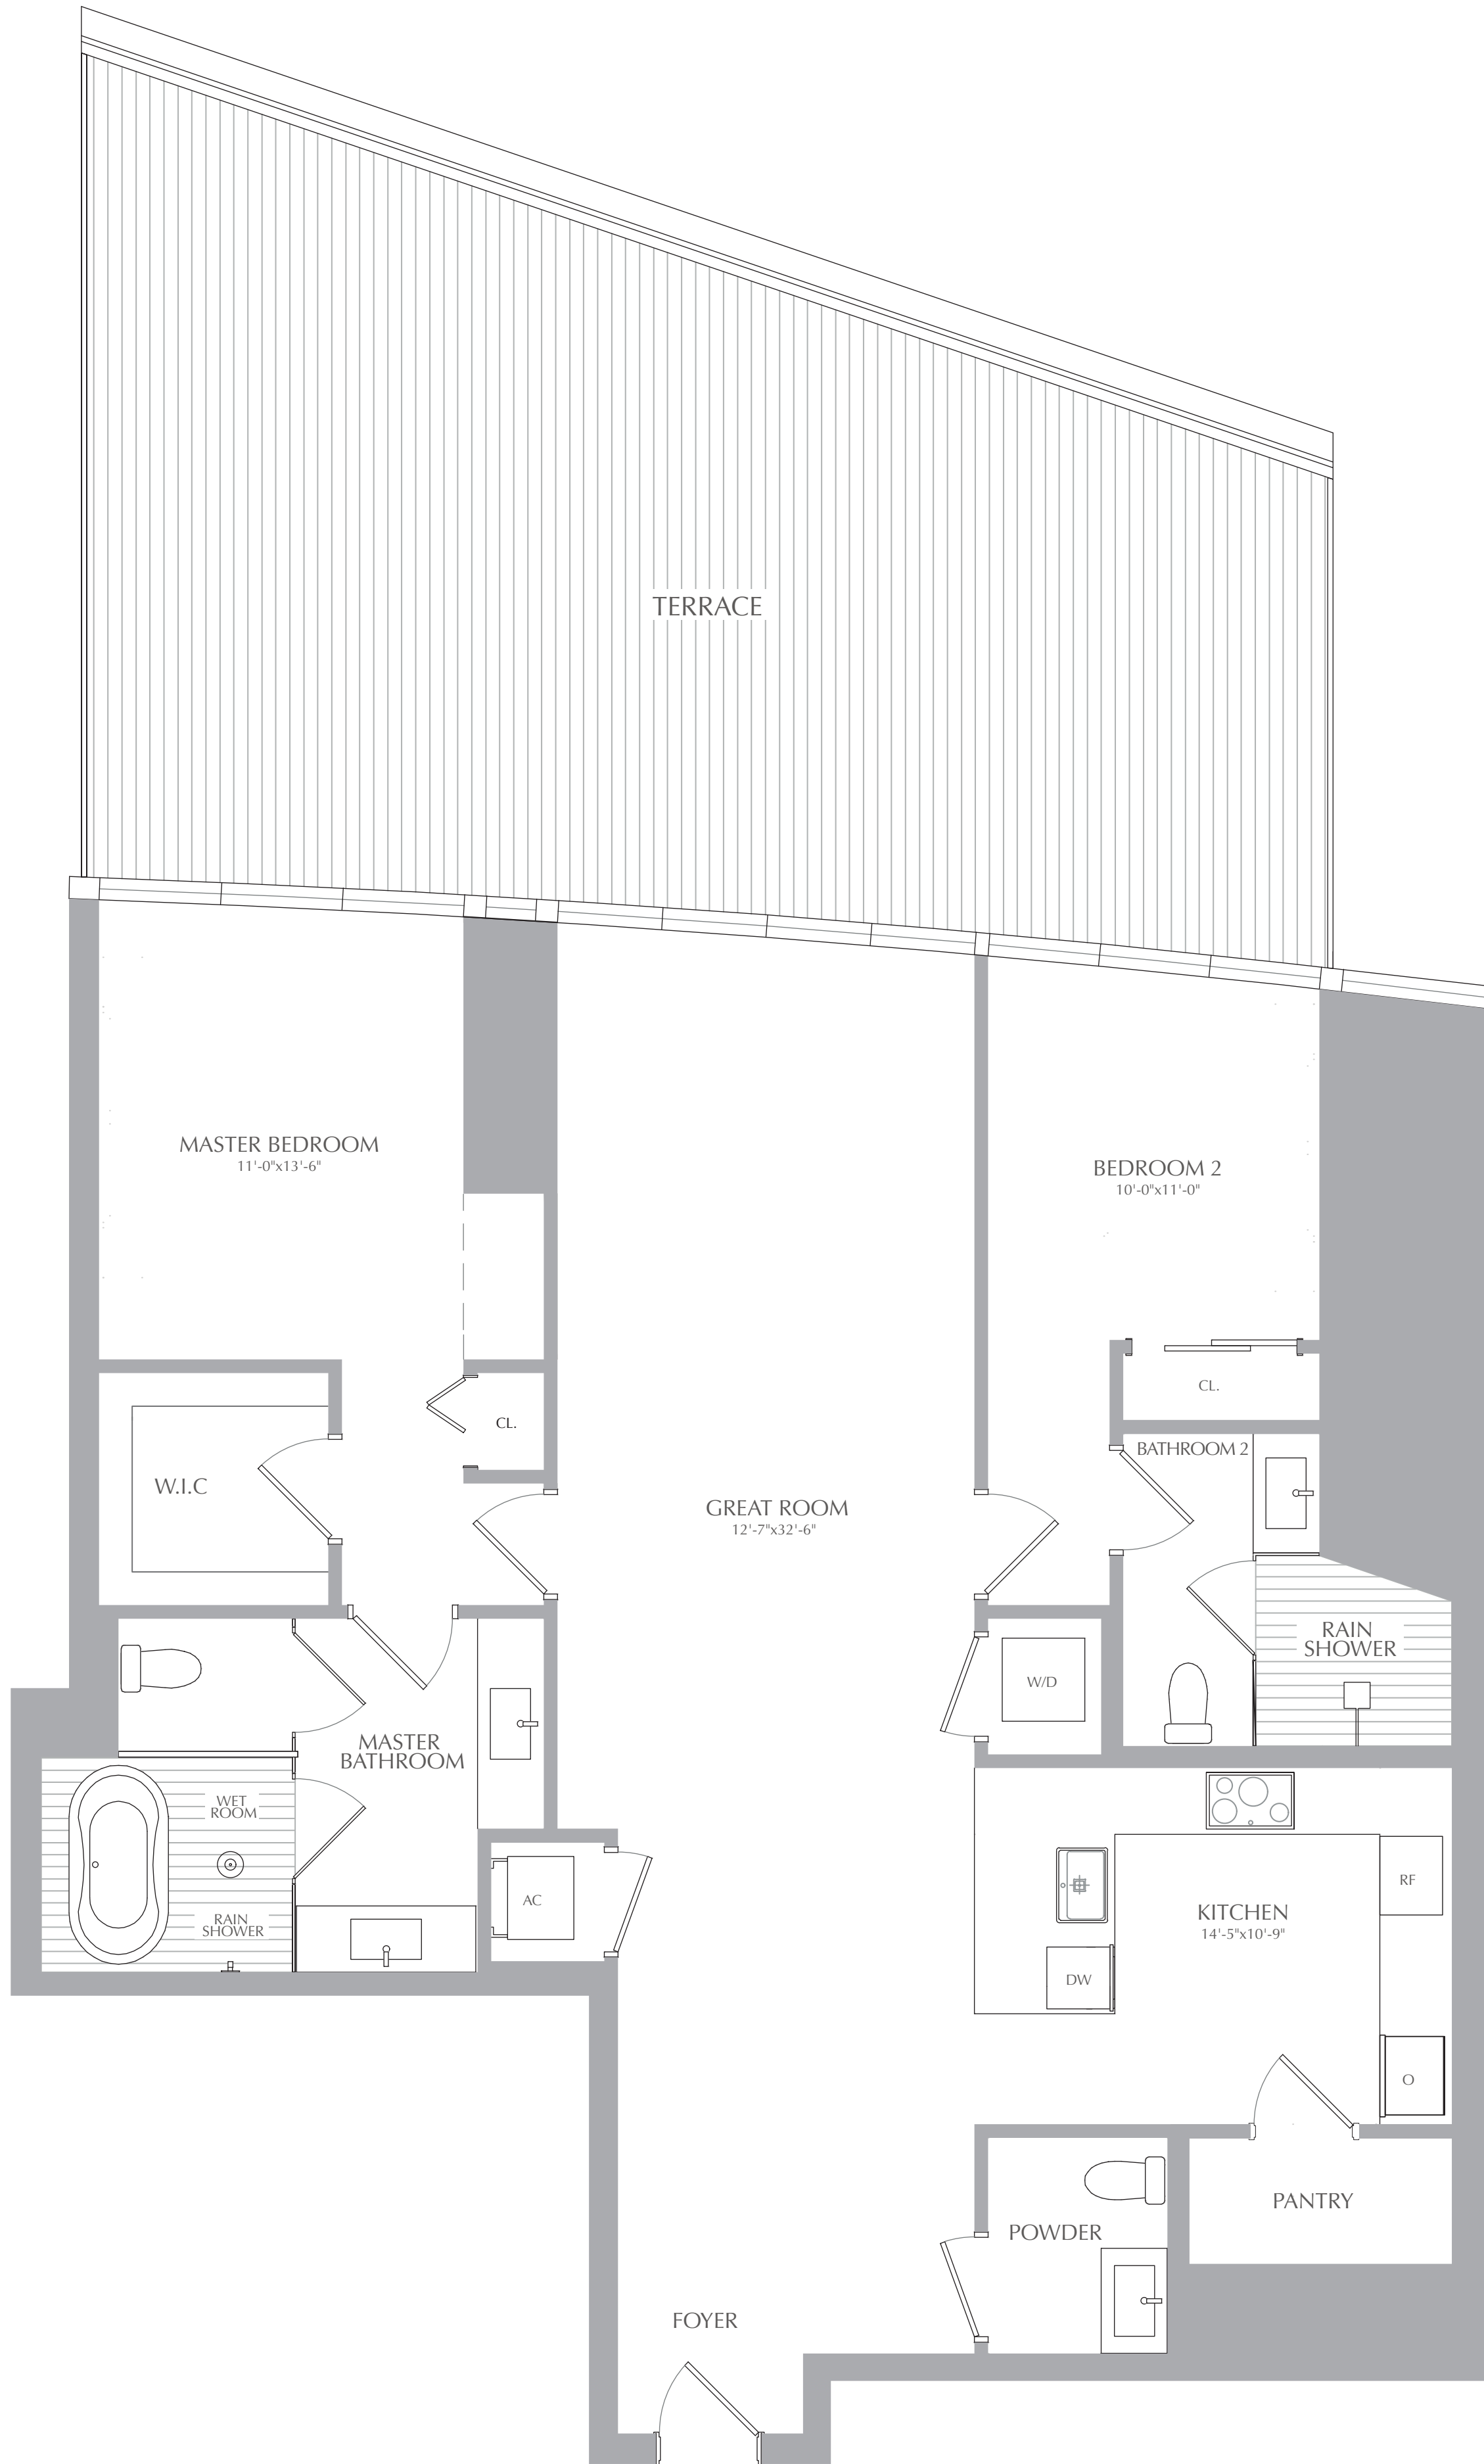 TERRACE
MASTER BEDROOM
11'-0"x13'-6"
BEDROOM 2
10'-0"x11'-0"
CL.
CL.
BATHROOM 2
W.I.C
GREAT ROOM
12'-7"x32'-6"
RAIN
SHOWER
W/D
MASTER
BATHROOM
WET
ROOM
RAIN
SHOWER
AC
RF
KITCHEN
14'-5"x10'-9"
DW
O
PANTRY
POWDER
FOYER